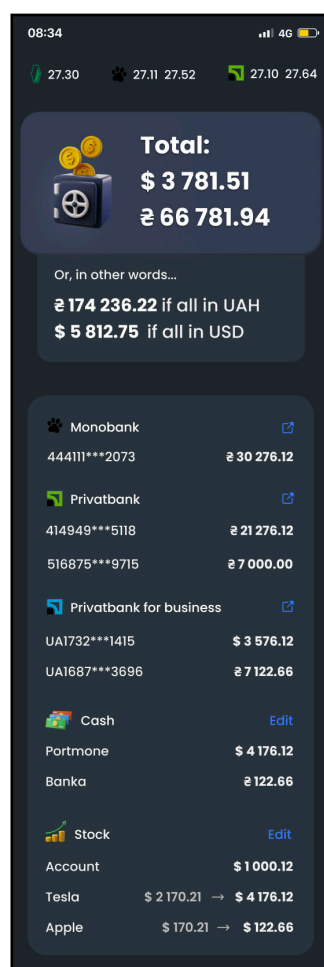 08:34 4G
27.30 27.11 27.52 27.10 27.64
Total:
$ 3 781.51
₴ 66 781.94
Or, in other words...
₴ 174 236.22 if all in UAH
$ 5 812.75 if all in USD
Monobank
444111***2073 ₴ 30 276.12
Privatbank
414949***5118 ₴ 21 276.12
516875***9715 ₴ 7 000.00
Privatbank for business
UA1732***1415 $ 3 576.12
UA1687***3696 ₴ 7 122.66
Cash Edit
Portmone $ 4 176.12
Banka ₴ 122.66
Stock Edit
Account $ 1 000.12
Tesla $ 2 170.21 → $ 4 176.12
Apple $ 170.21 → $ 122.66